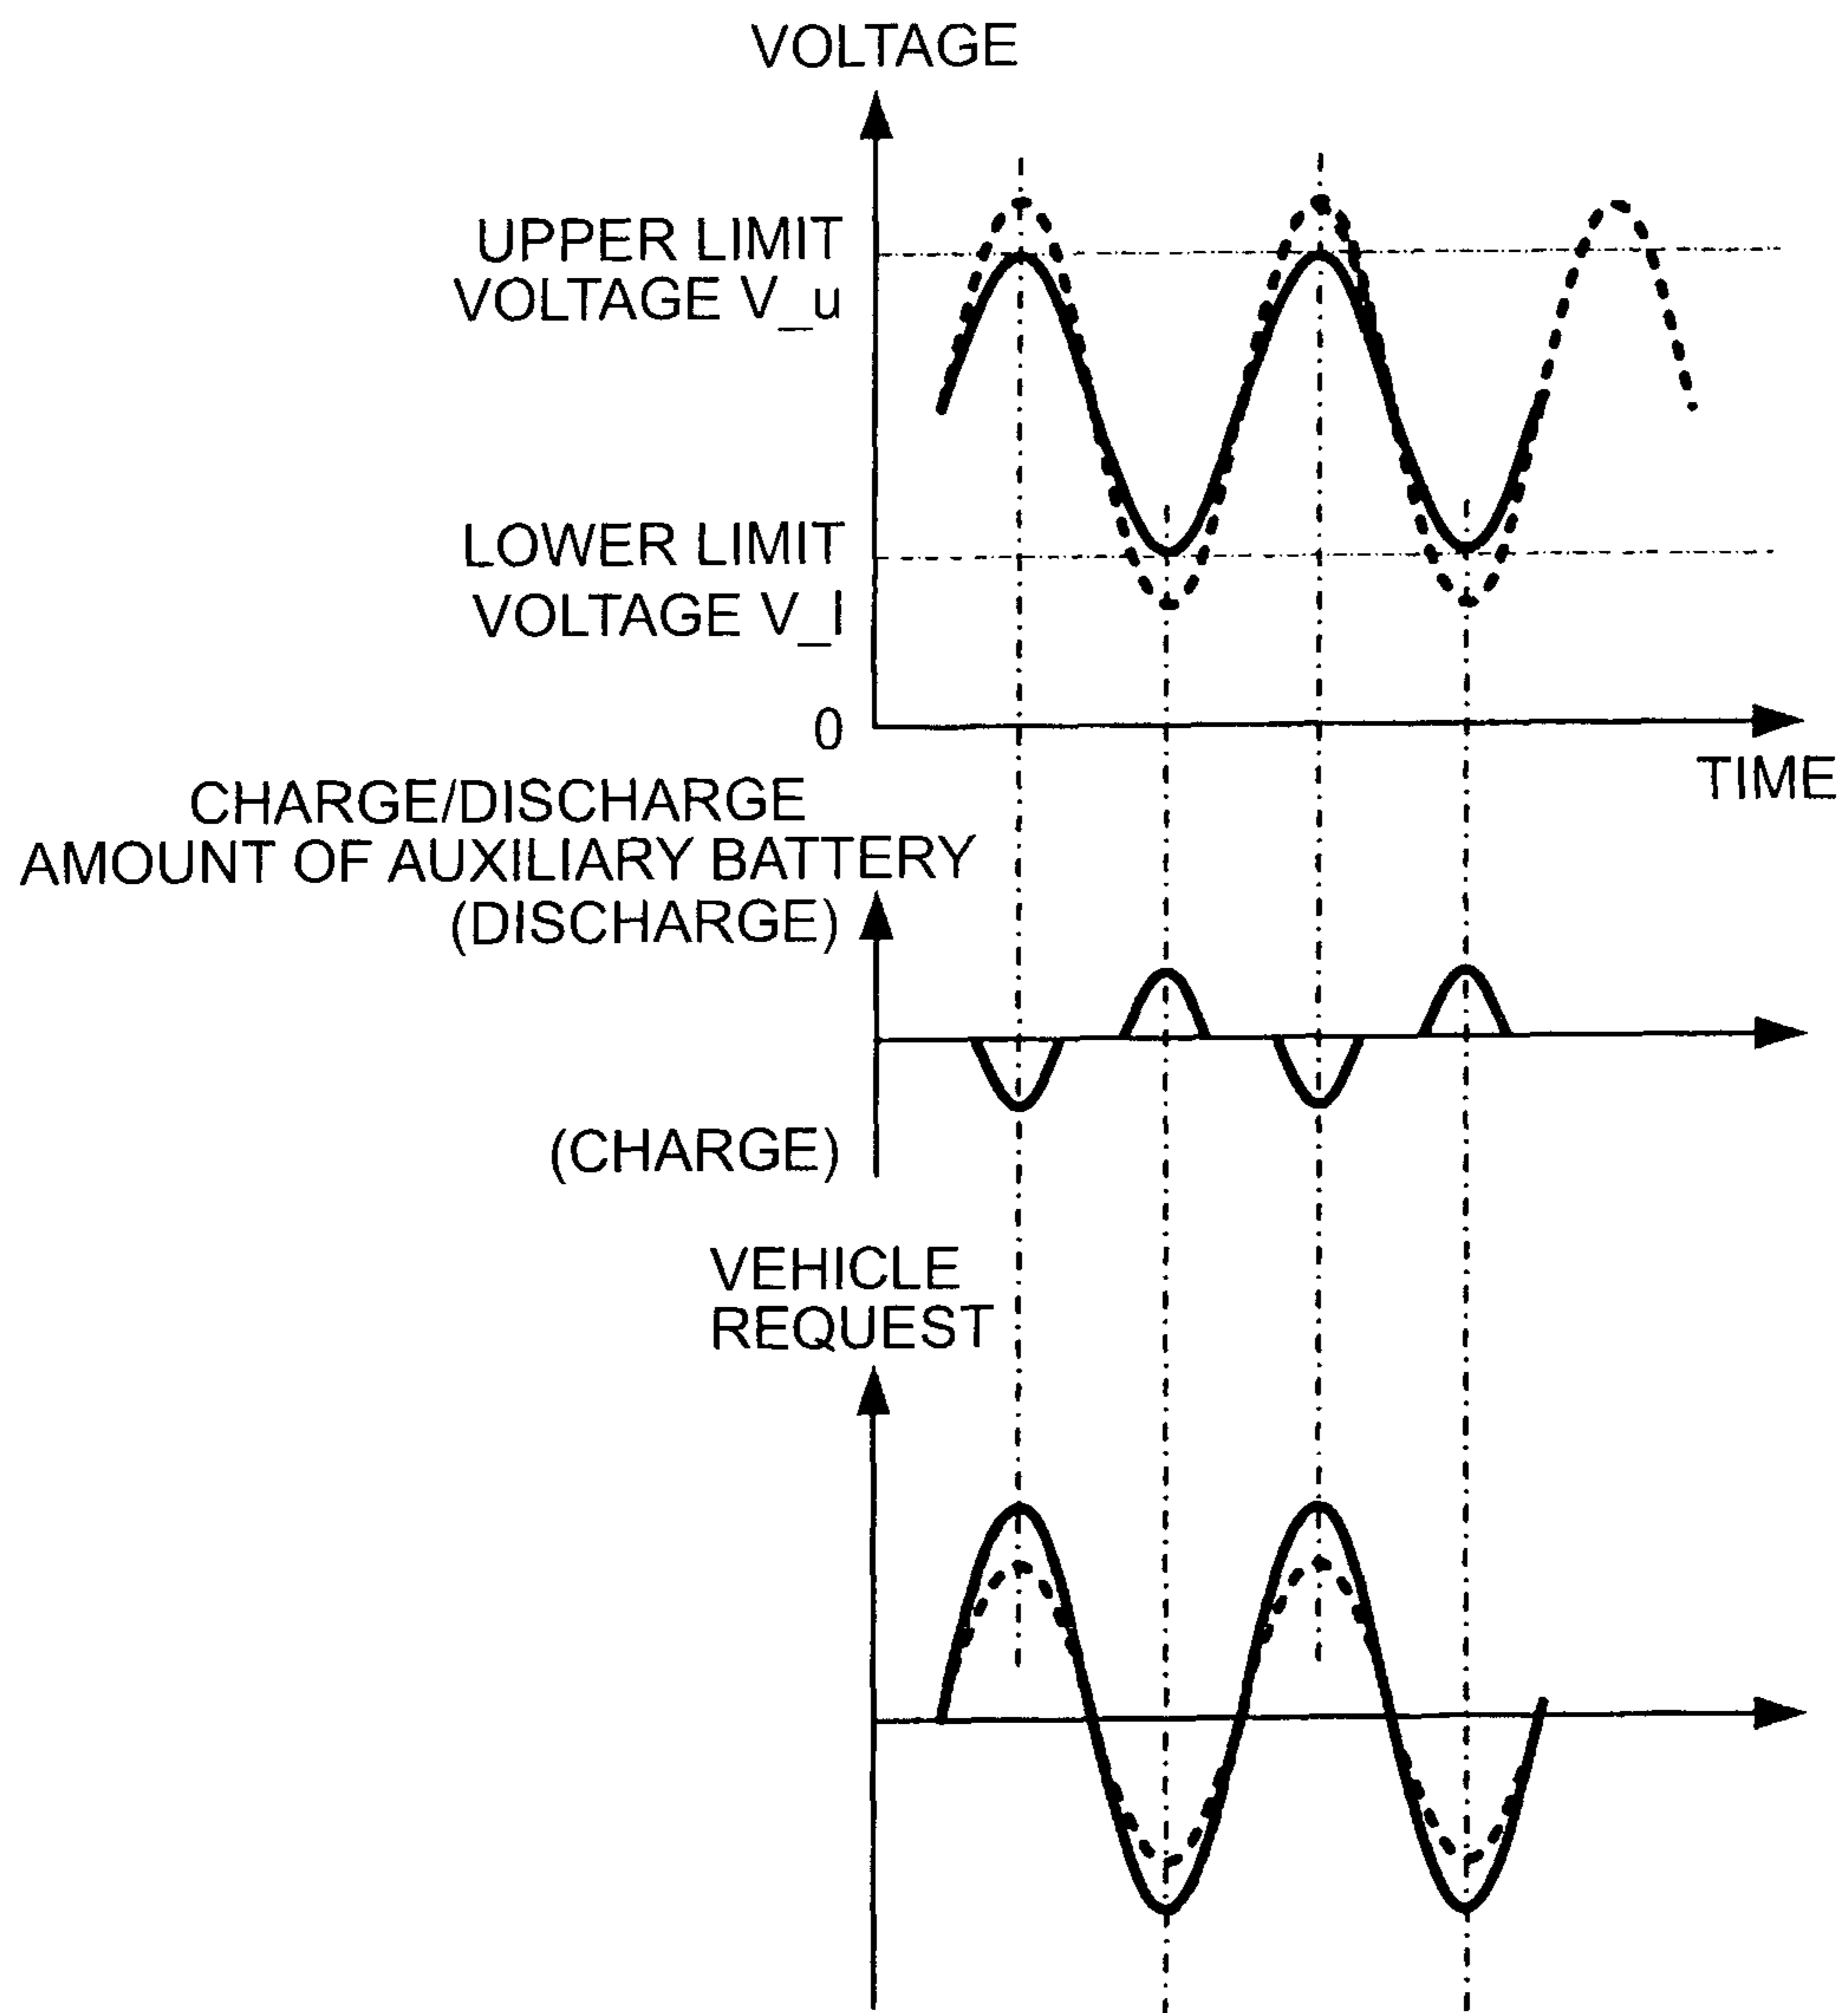 VOLTAGE
UPPER LIMIT
VOLTAGE V_u
LOWER LIMIT
VOLTAGE V_l
0
TIME
CHARGE/DISCHARGE
AMOUNT OF AUXILIARY BATTERY
(DISCHARGE)
(CHARGE)
VEHICLE
REQUEST